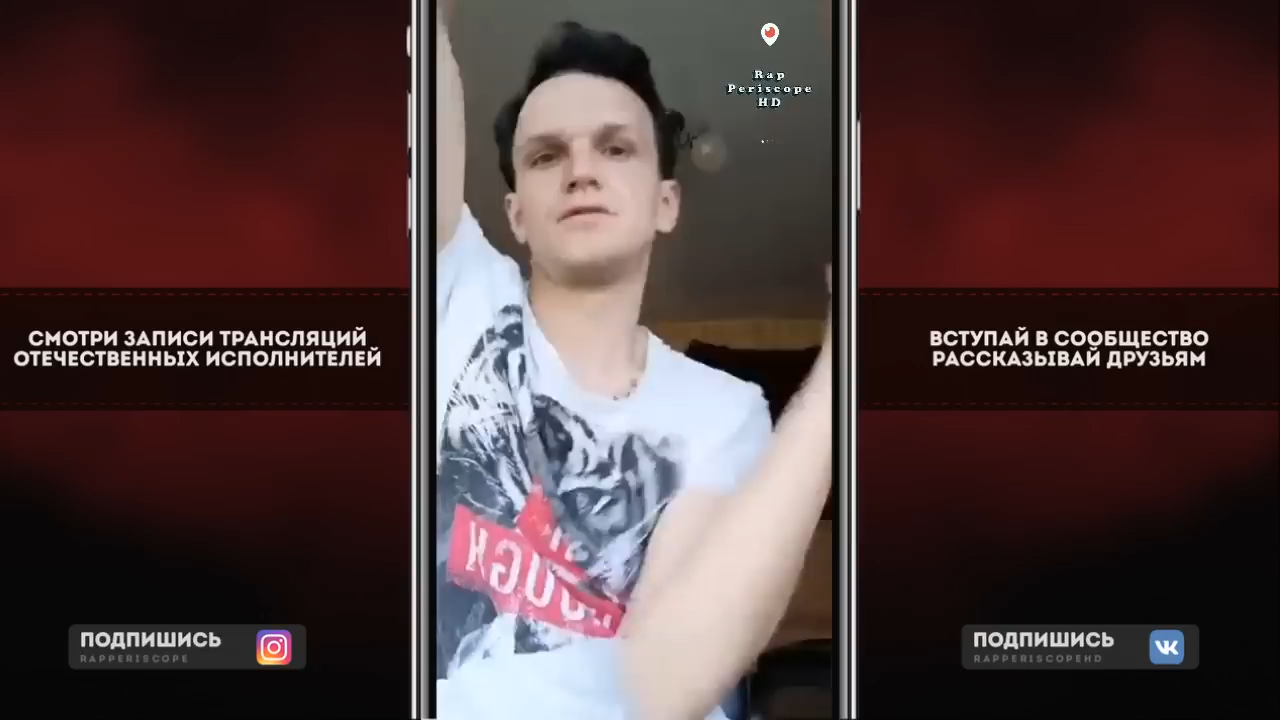 Rap
Periscope
HD
СМОТРИ ЗАПИСИ ТРАНСЛЯЦИЙ
ОТЕЧЕСТВЕННЫХ ИСПОЛНИТЕЛЕЙ
ВСТУПАЙ В СООБЩЕСТВО
РАССКАЗЫВАЙ ДРУЗЬЯМ
ПОДПИШИСЬ
RAPPERISCOPE
ПОДПИШИСЬ
RAPPERISCOPEHD